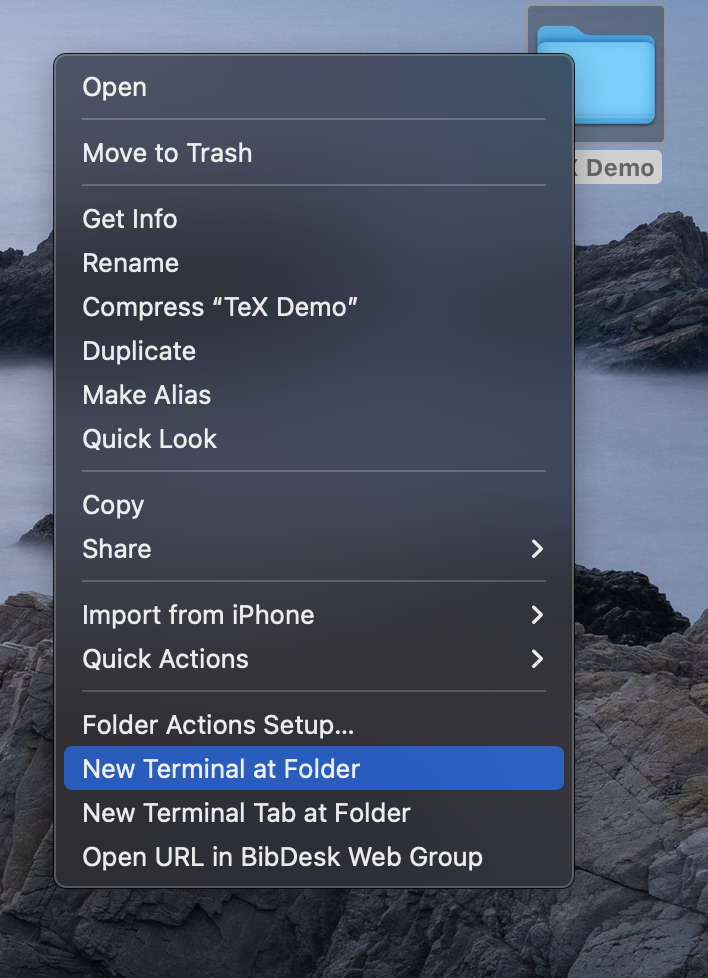 Open
Move to Trash
Get Info
Rename
Compress “TeX Demo”
Duplicate
Make Alias
Quick Look
Copy
Share
Import from iPhone
Quick Actions
Folder Actions Setup...
New Terminal at Folder
New Terminal Tab at Folder
Open URL in BibDesk Web Group
Demo